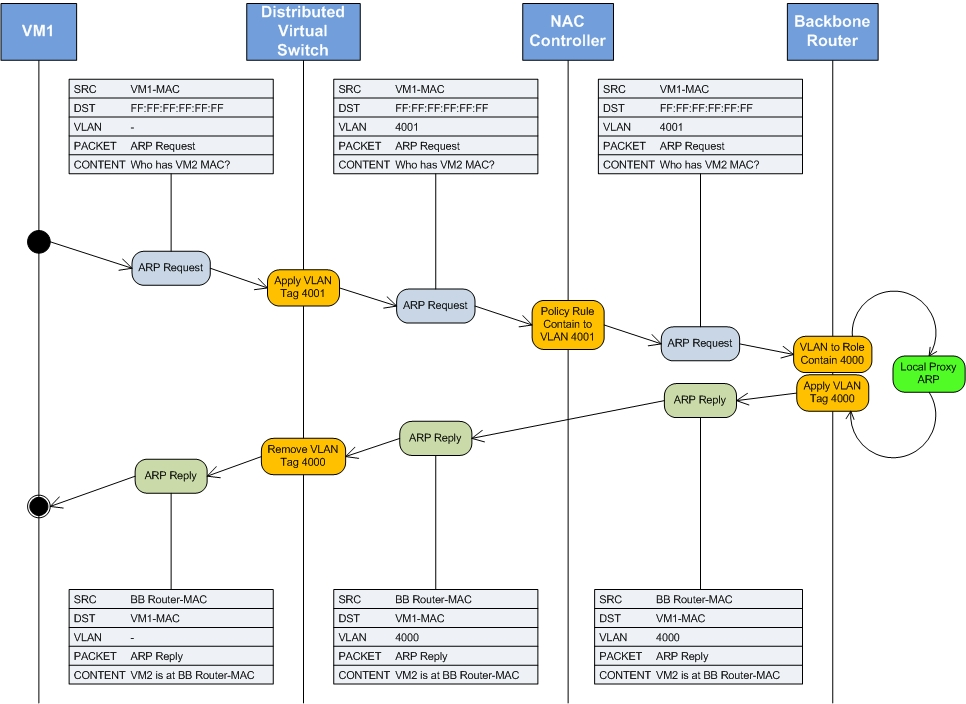 VM1
Distributed
Virtual
Switch
NAC
Controller
Backbone
Router
SRC VM1-MAC
DST FF:FF:FF:FF:FF:FF
VLAN -
PACKET ARP Request
CONTENT Who has VM2 MAC?
SRC VM1-MAC
DST FF:FF:FF:FF:FF:FF
VLAN 4001
PACKET ARP Request
CONTENT Who has VM2 MAC?
SRC VM1-MAC
DST FF:FF:FF:FF:FF:FF
VLAN 4001
PACKET ARP Request
CONTENT Who has VM2 MAC?
ARP Request
Apply VLAN
Tag 4001
ARP Request
Policy Rule
Contain to
VLAN 4001
ARP Request
VLAN to Role
Contain 4000
Local Proxy
ARP
Apply VLAN
Tag 4000
ARP Reply
ARP Reply
Remove VLAN
Tag 4000
ARP Reply
SRC BB Router-MAC
DST VM1-MAC
VLAN -
PACKET ARP Reply
CONTENT VM2 is at BB Router-MAC
SRC BB Router-MAC
DST VM1-MAC
VLAN 4000
PACKET ARP Reply
CONTENT VM2 is at BB Router-MAC
SRC BB Router-MAC
DST VM1-MAC
VLAN 4000
PACKET ARP Reply
CONTENT VM2 is at BB Router-MAC